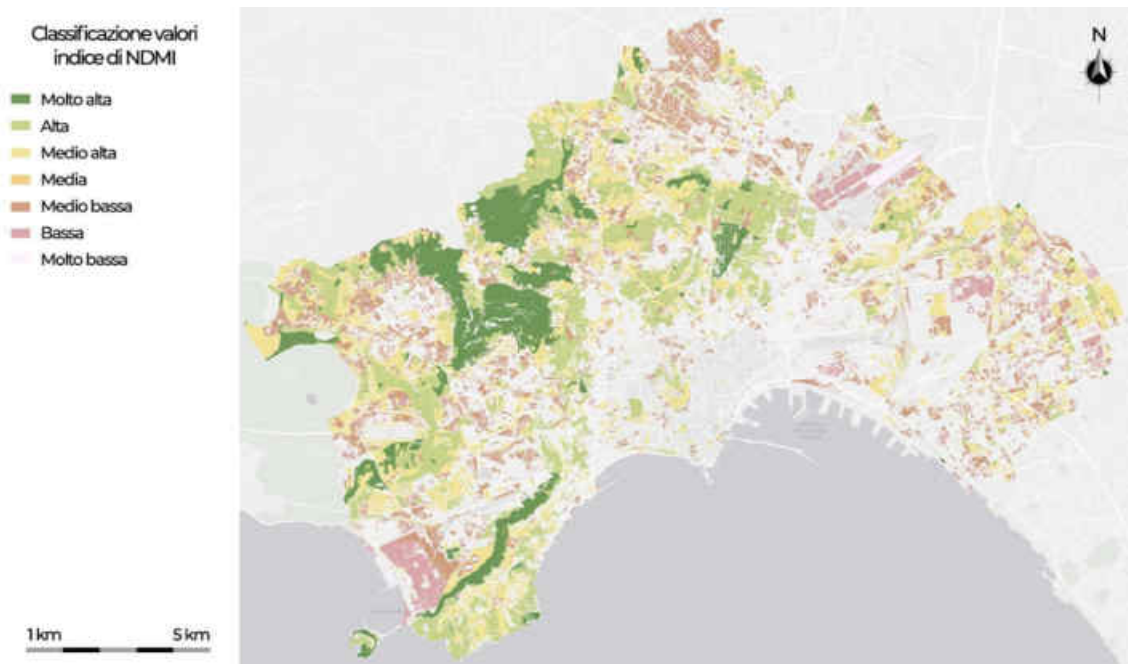 Classificazione valori
indice di NDMI
Molto alta
Alta
Medio alta
Media
Medio bassa
Bassa
Molto bassa
N
1 km 5 km